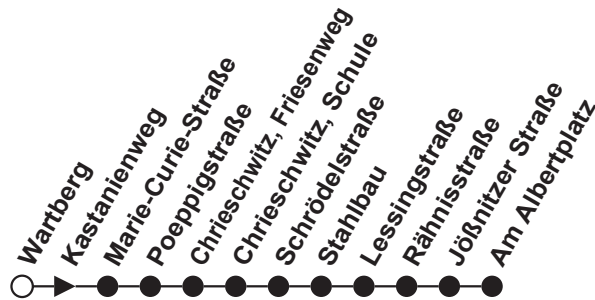 Wartberg
Kastanienweg
Marie-Curie-Straße
Poeppigstraße
Chrieschwitz, Friesenweg
Chrieschwitz, Schule
Schrödelstraße
Stahlbau
Lessingstraße
Rähnisstraße
Jößnitzer Straße
Am Albertplatz